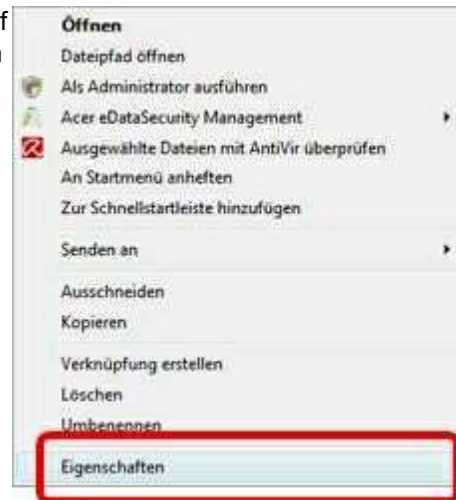 f
Öffnen
Dateipfad öffnen
Als Administrator ausführen
Acer eDataSecurity Management
Ausgewählte Dateien mit AntiVir überprüfen
An Startmenü anheften
Zur Schnellstartleiste hinzufügen
Senden an
Ausschneiden
Kopieren
Verknüpfung erstellen
Löschen
Umbenennen
Eigenschaften